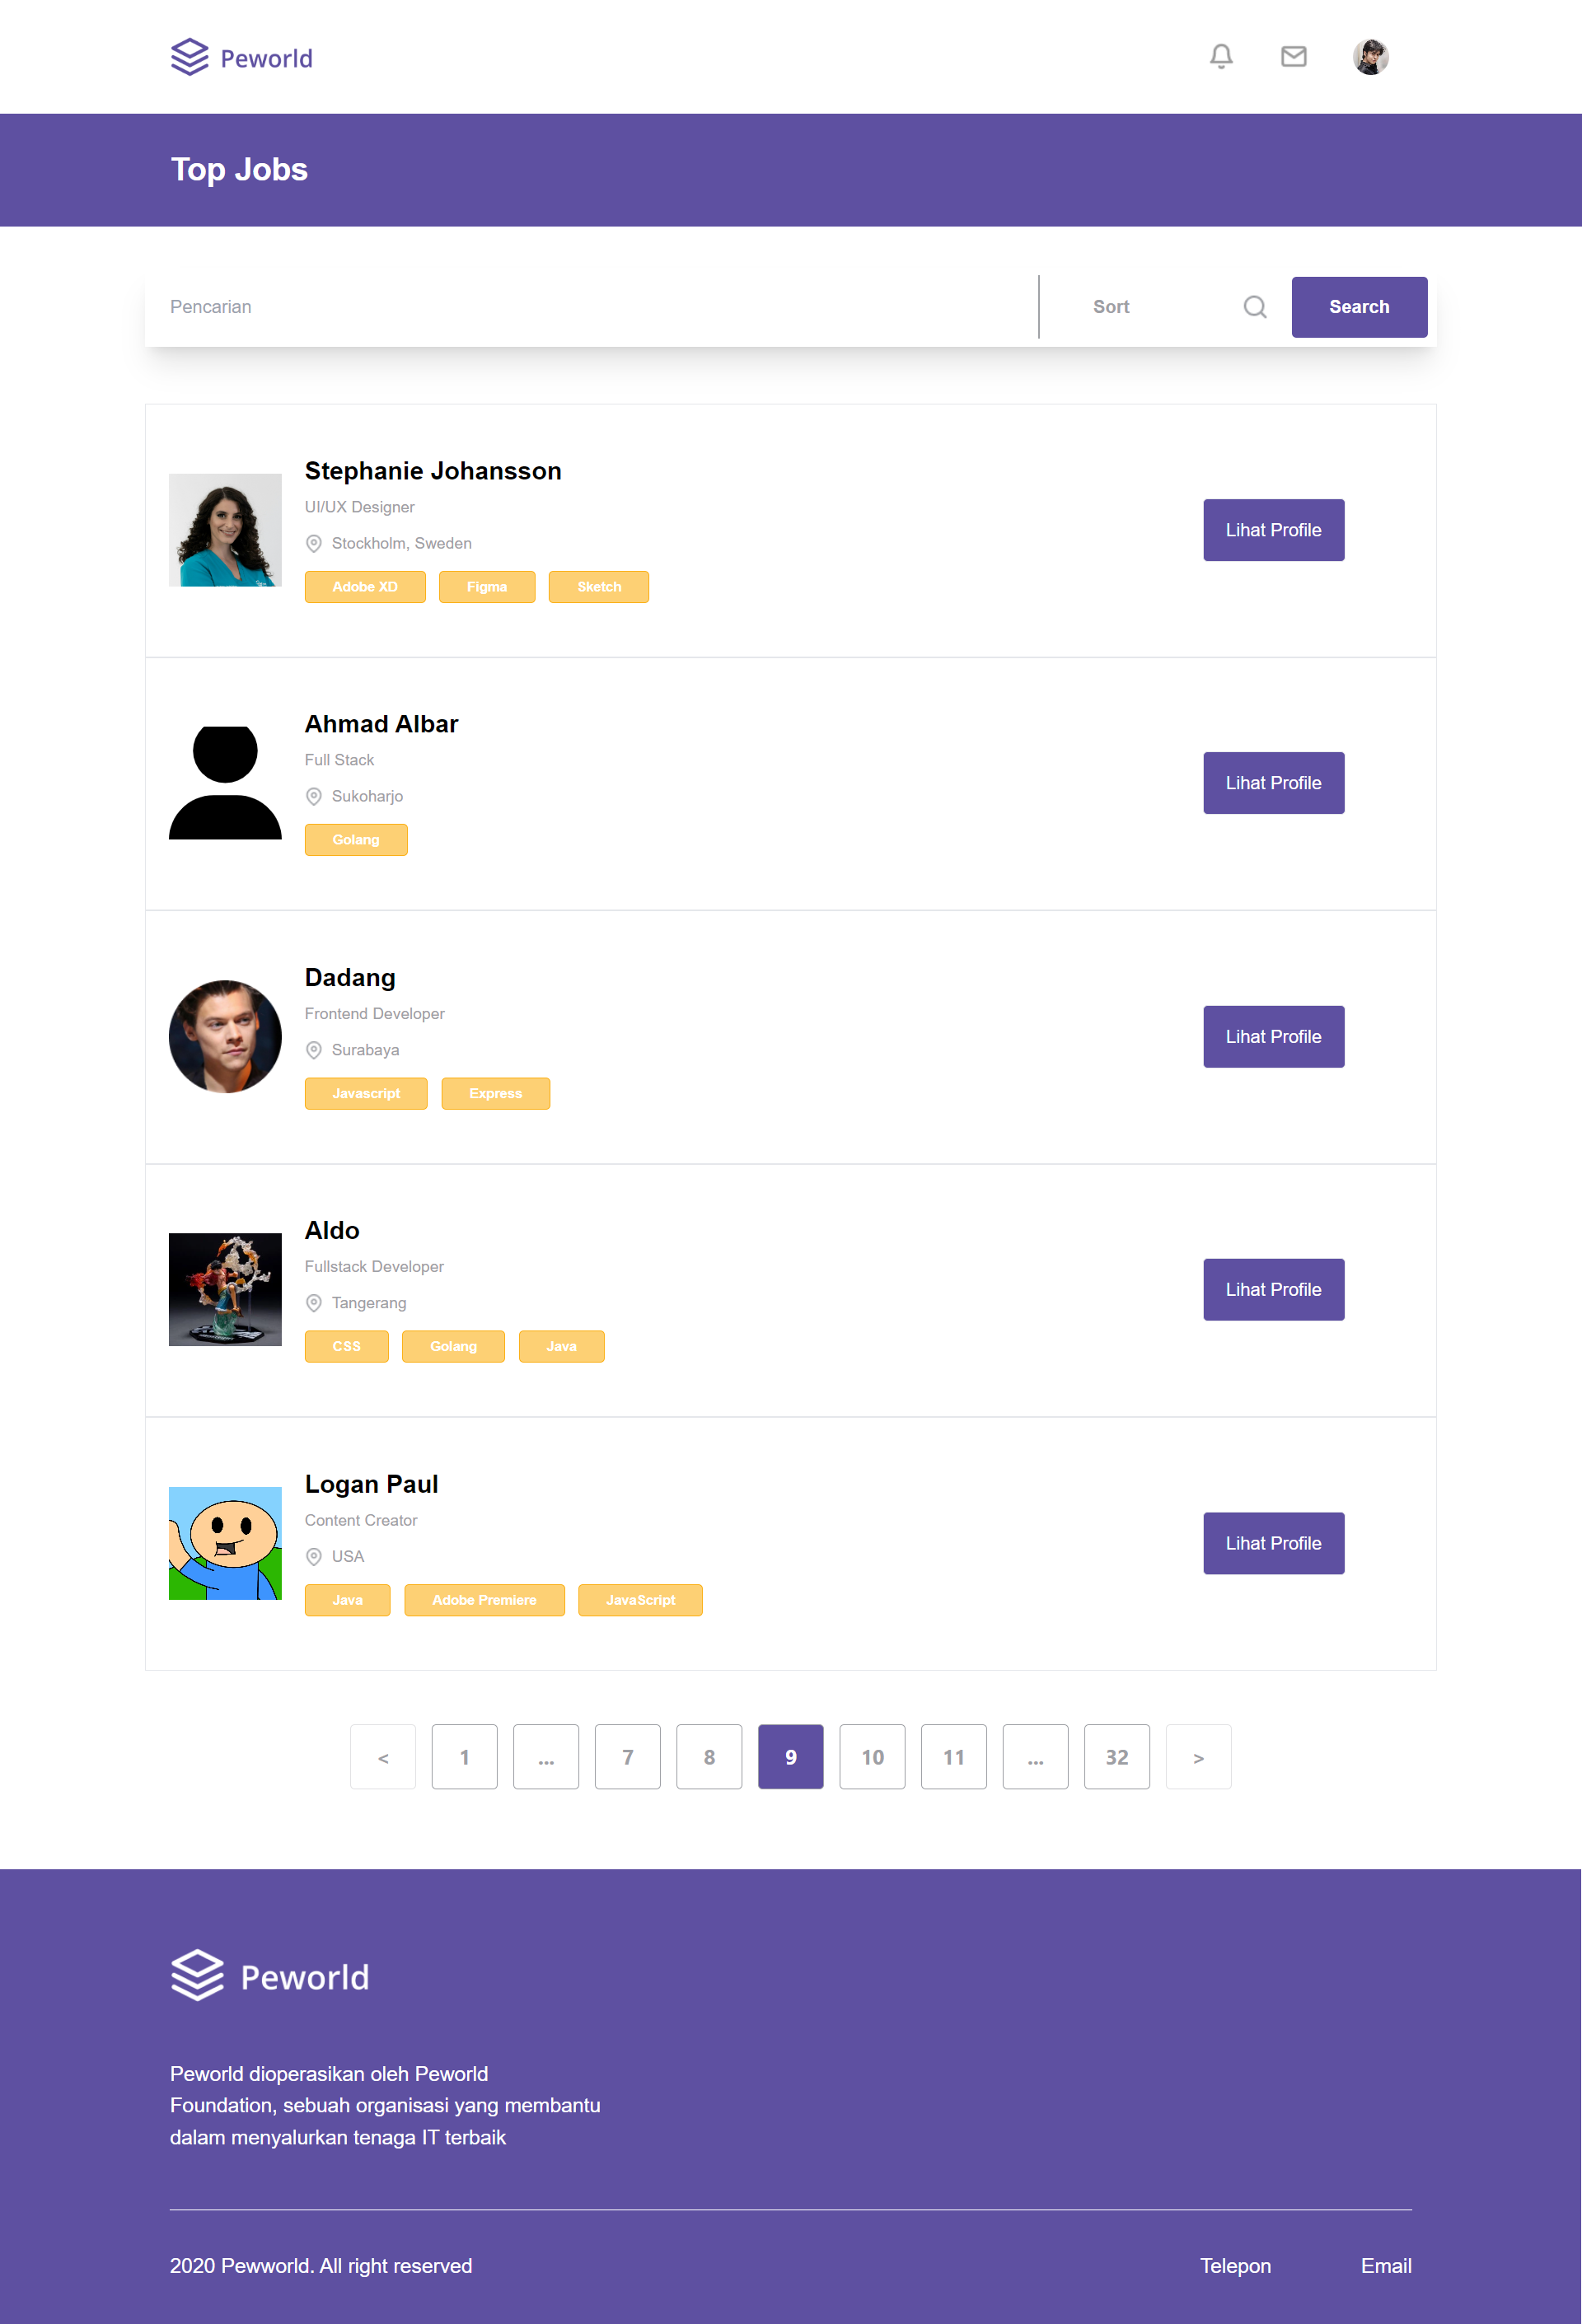 Peworld
Top Jobs
Pencarian
Sort
Search
Stephanie Johansson
UI/UX Designer
Stockholm, Sweden
Adobe XD
Figma
Sketch
Lihat Profile
Ahmad Albar
Full Stack
Sukoharjo
Golang
Lihat Profile
Dadang
Frontend Developer
Surabaya
Javascript
Express
Lihat Profile
Aldo
Fullstack Developer
Tangerang
CSS
Golang
Java
Lihat Profile
Logan Paul
Content Creator
USA
Java
Adobe Premiere
JavaScript
Lihat Profile
< 1 ... 7 8 9 10 11 ... 32 >
Peworld
Peworld dioperasikan oleh Peworld
Foundation, sebuah organisasi yang membantu
dalam menyalurkan tenaga IT terbaik
2020 Pewworld. All right reserved
Telepon
Email